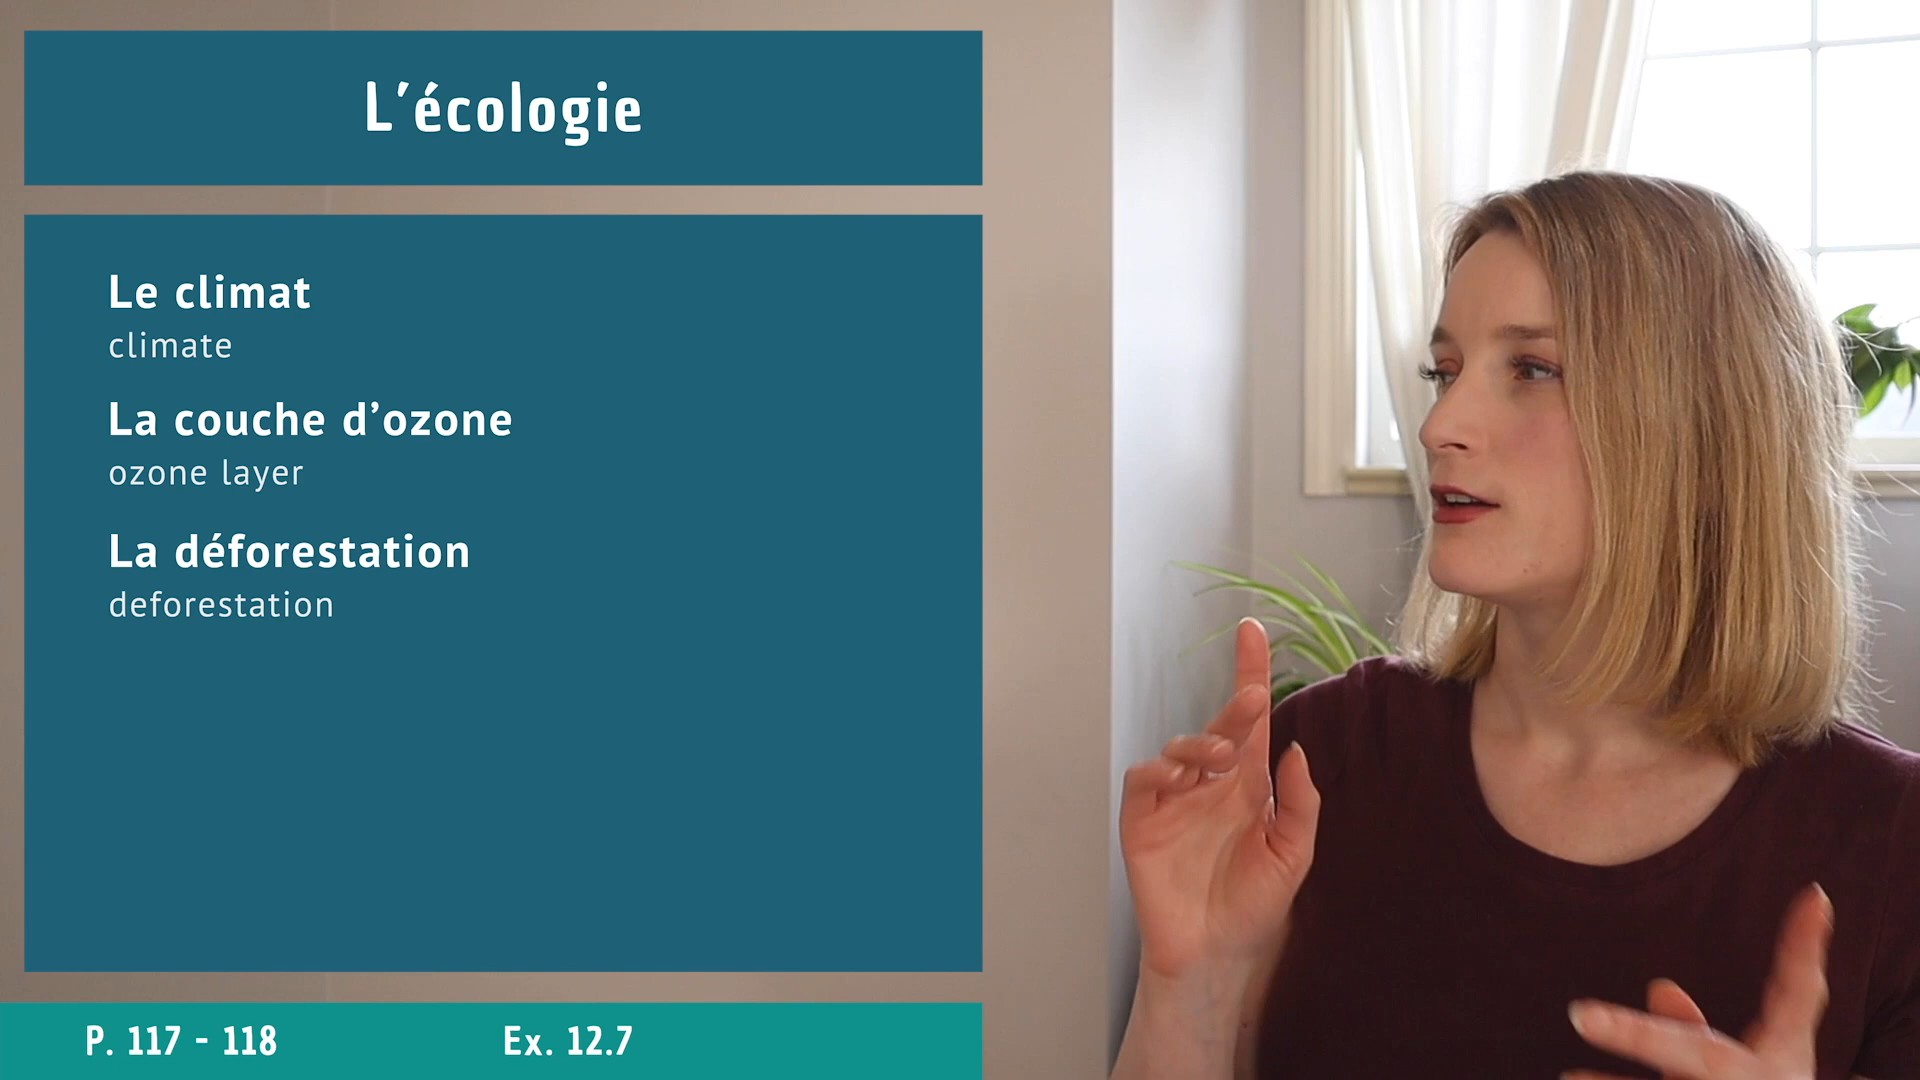 L'écologie
Le climat
climate
La couche d'ozone
ozone layer
La déforestation
deforestation
P. 117 - 118
Ex. 12.7